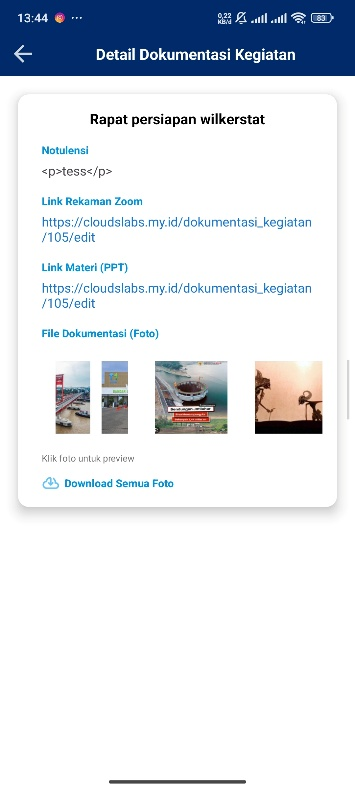 13:44
0,22
KB/d
83
Detail Dokumentasi Kegiatan
Rapat persiapan wilkerstat
Notulensi
<p>tess</p>
Link Rekaman Zoom
https://cloudslabs.my.id/dokumentasi_kegiatan
/105/edit
Link Materi (PPT)
https://cloudslabs.my.id/dokumentasi_kegiatan
/105/edit
File Dokumentasi (Foto)
Klik foto untuk preview
Download Semua Foto